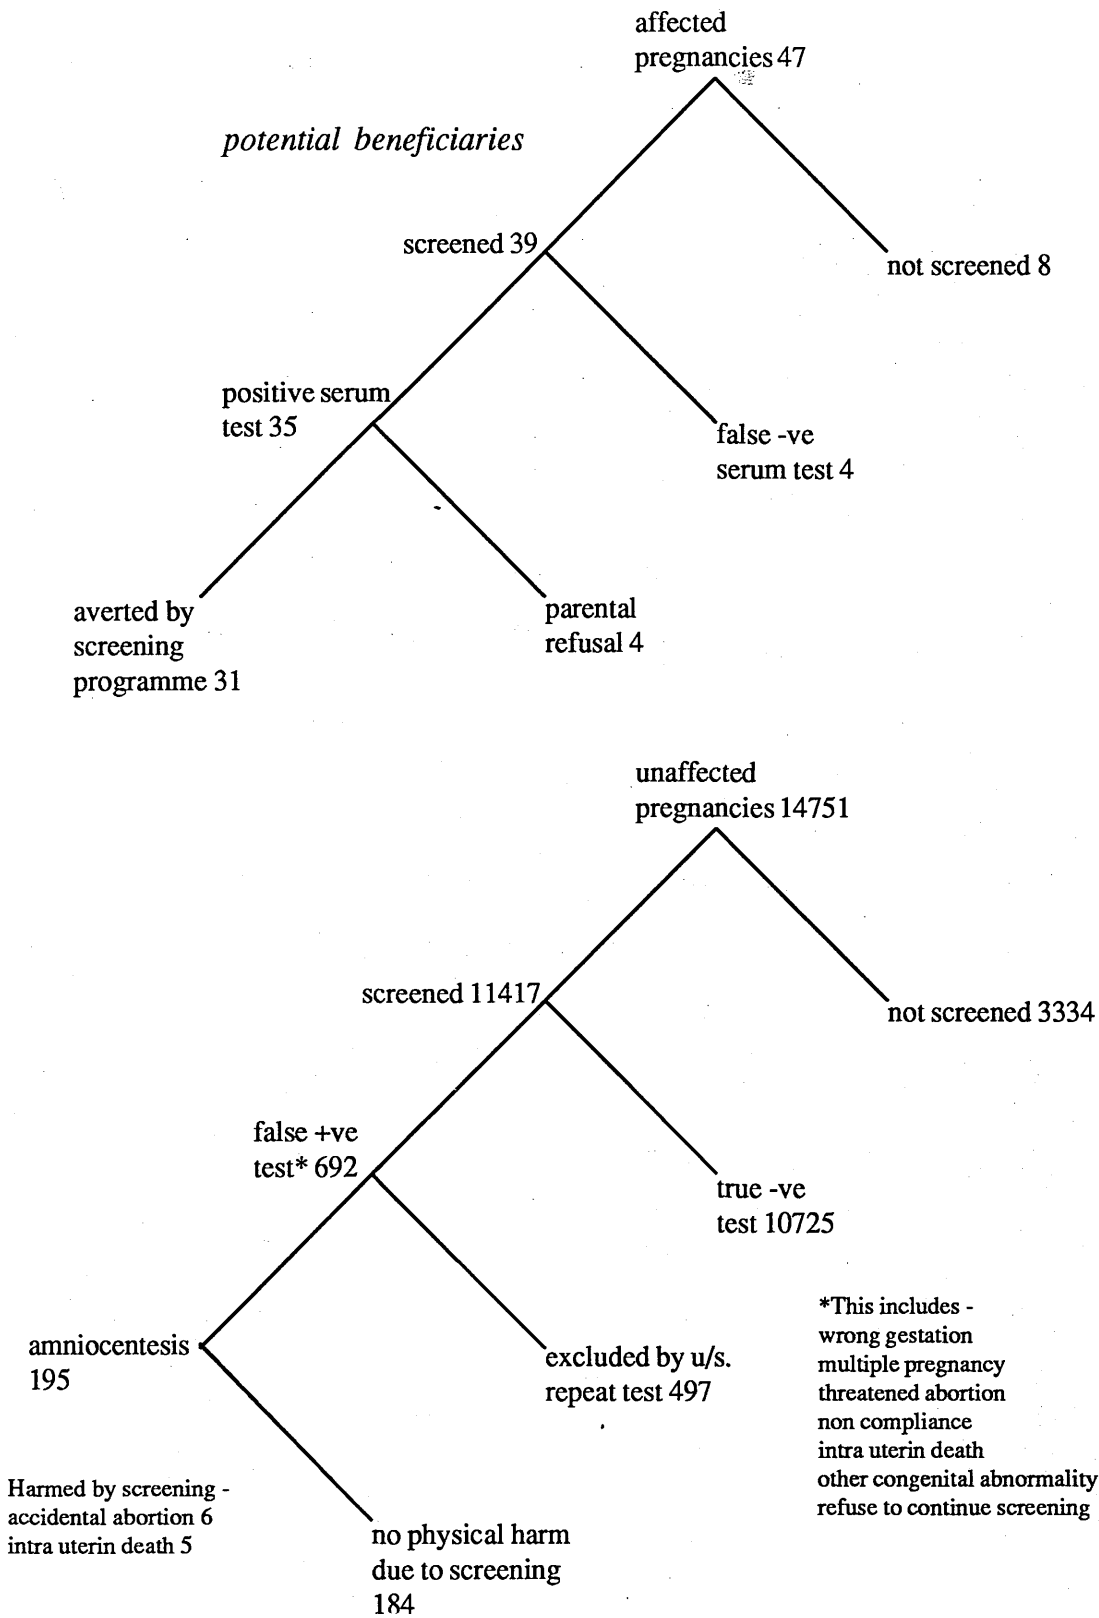 affected
pregnancies 47
potential beneficiaries
screened 39
not screened 8
positive serum
test 35
false -ve
serum test 4
averted by
screening
programme 31
parental
refusal 4
unaffected
pregnancies 14751
screened 11417
not screened 3334
false +ve
test* 692
true -ve
test 10725
amniocentesis
195
excluded by u/s.
repeat test 497
*This includes -
wrong gestation
multiple pregnancy
threatened abortion
non compliance
intra uterin death
other congenital abnormality
refuse to continue screening
Harmed by screening -
accidental abortion 6
intra uterin death 5
no physical harm
due to screening
184